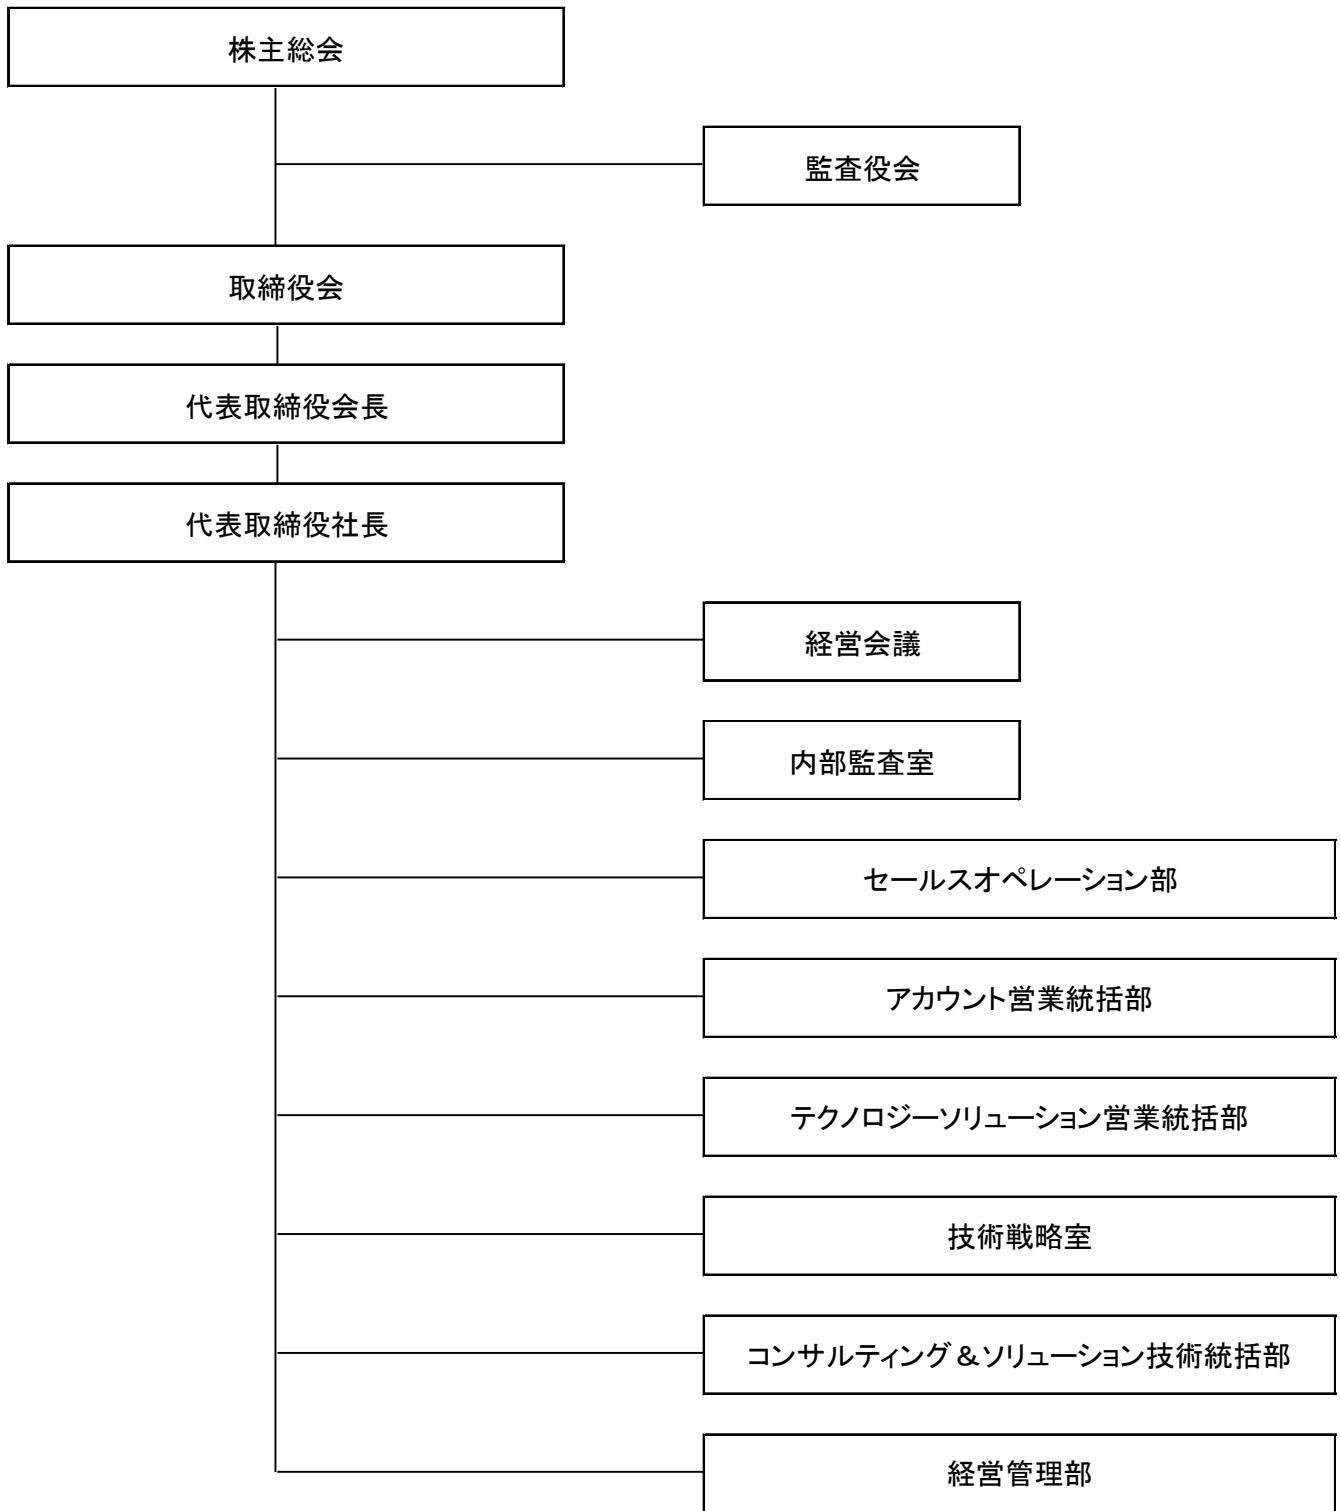 株主総会
監査役会
取締役会
代表取締役会長
代表取締役社長
経営会議
内部監査室
セールスオペレーション部
アカウント営業統括部
テクノロジーソリューション営業統括部
技術戦略室
コンサルティング&ソリューション技術統括部
経営管理部